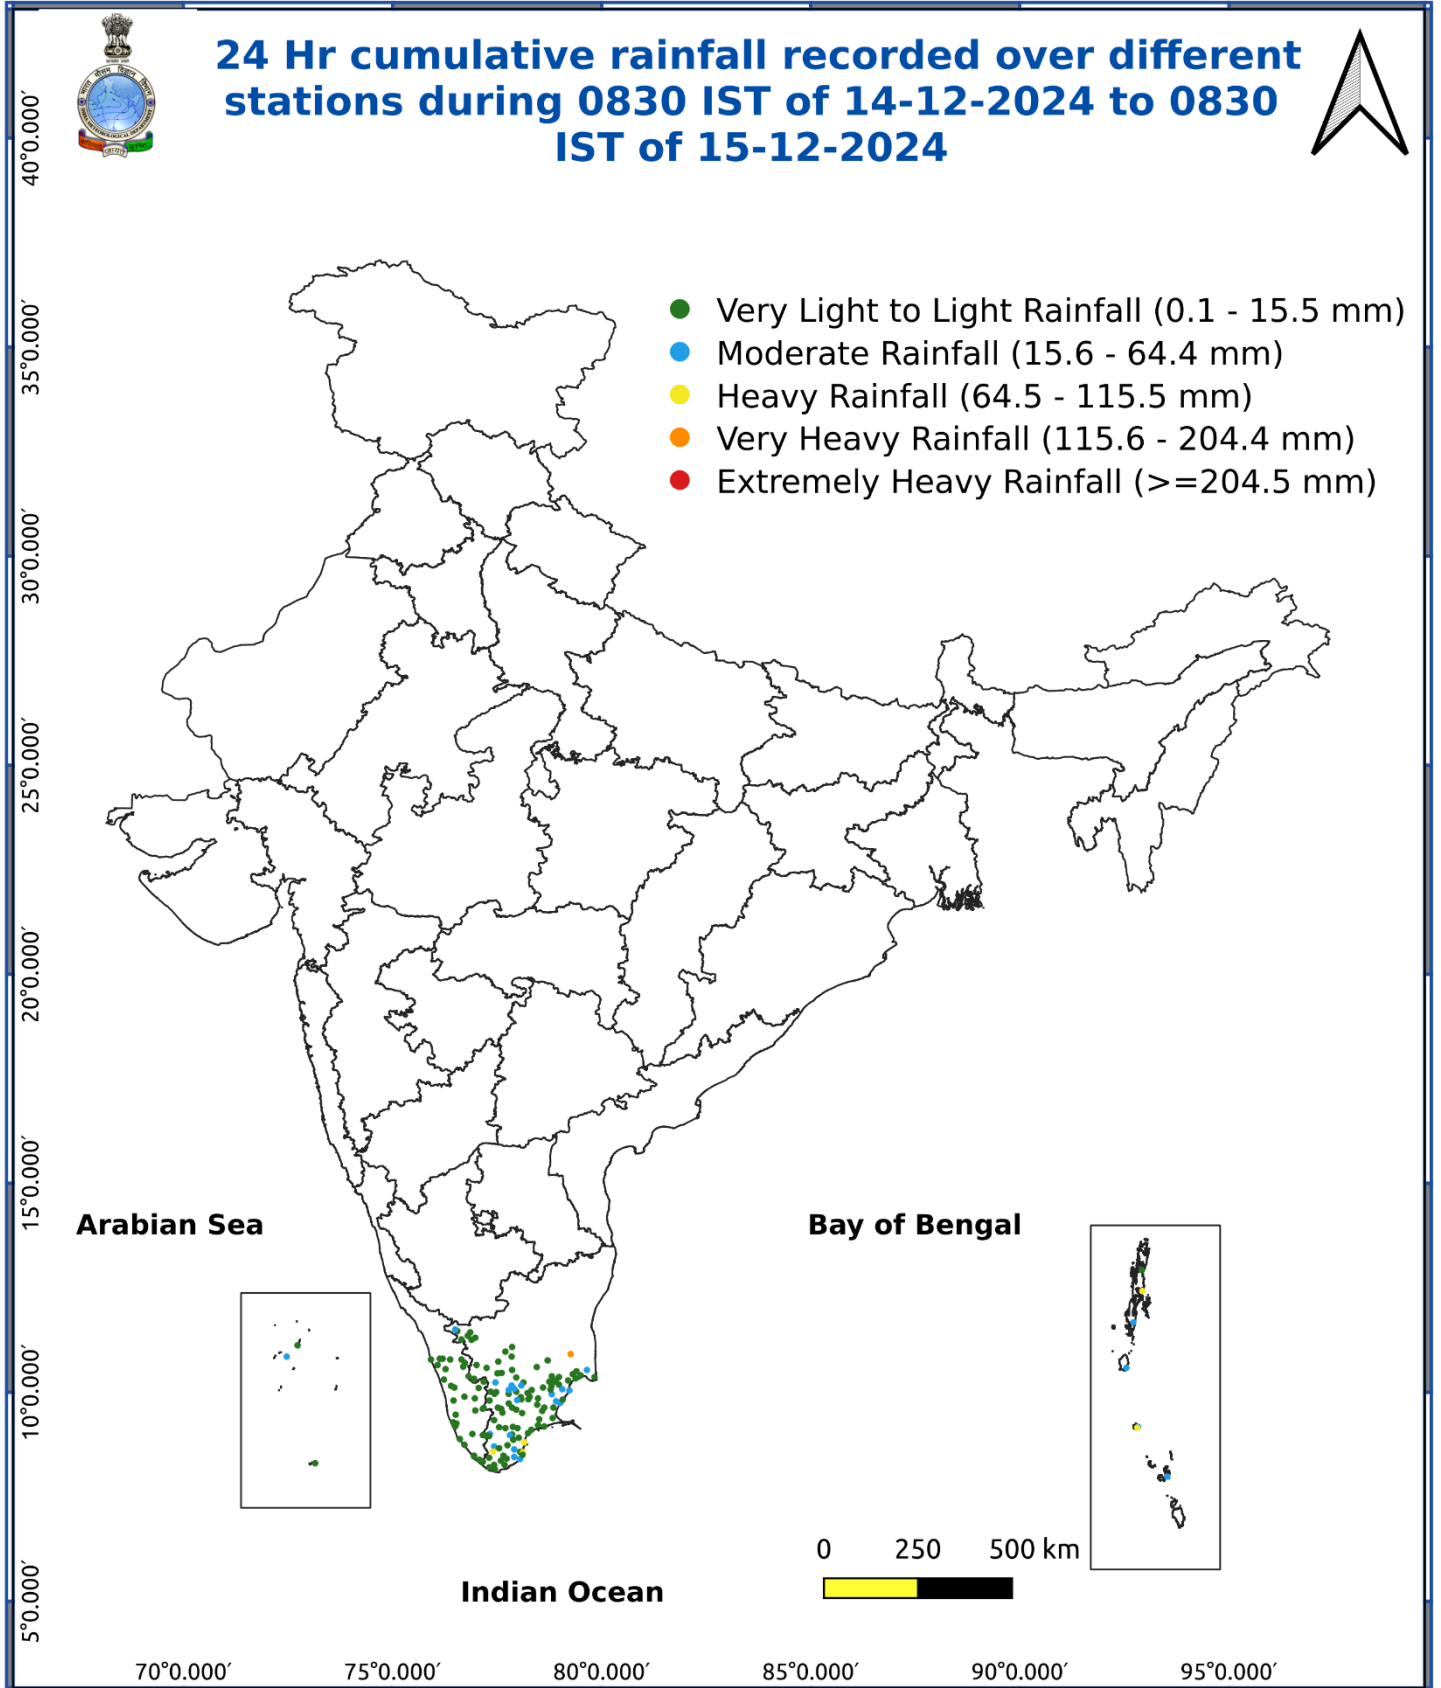 24 Hr cumulative rainfall recorded over different
stations during 0830 IST of 14-12-2024 to 0830
IST of 15-12-2024
Very Light to Light Rainfall (0.1 - 15.5 mm)
Moderate Rainfall (15.6 - 64.4 mm)
Heavy Rainfall (64.5 - 115.5 mm)
Very Heavy Rainfall (115.6 - 204.4 mm)
Extremely Heavy Rainfall (>=204.5 mm)
40°0.000′
35°0.000′
30°0.000′
25°0.000′
20°0.000′
15°0.000′
10°0.000′
5°0.000′
Arabian Sea
Bay of Bengal
Indian Ocean
0 250 500 km
70°0.000′ 75°0.000′ 80°0.000′ 85°0.000′ 90°0.000′ 95°0.000′